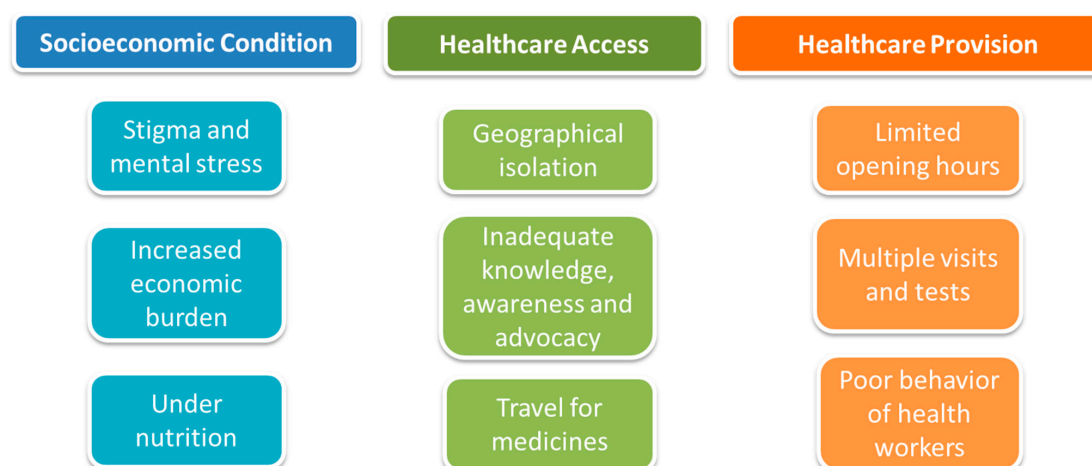 Socioeconomic Condition
Stigma and
mental stress
Increased
economic
burden
Under
nutrition
Healthcare Access
Geographical
isolation
Inadequate
knowledge,
awareness and
advocacy
Travel for
medicines
Healthcare Provision
Limited
opening hours
Multiple visits
and tests
Poor behavior
of health
workers